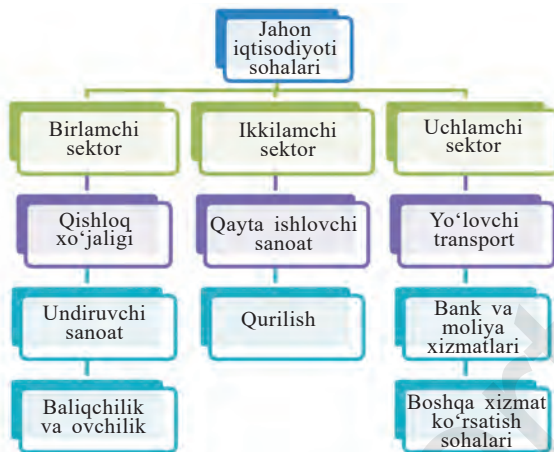 Jahon
iqtisodiyoti
sohalari
Birlamchi
sektor
Ikkilamchi
sektor
Uchlamchi
sektor
Qishloq
xo‘jaligi
Qayta ishlovchi
sanoat
Yo‘lovchi
transport
Undiruvchi
sanoat
Qurilish
Bank va
moliya
xizmatlari
Baliqchilik
va ovchilik
Boshqa xizmat
ko‘rsatish
sohalari